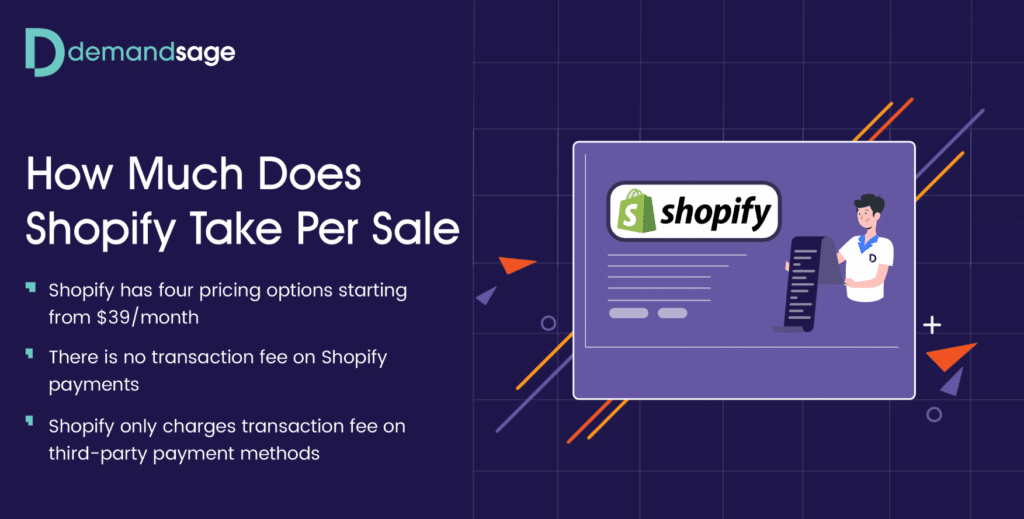 demandsage
How Much Does
Shopify Take Per Sale
Shopify has four pricing options starting
from $39/month
There is no transaction fee on Shopify
payments
Shopify only charges transaction fee on
third-party payment methods
shopify